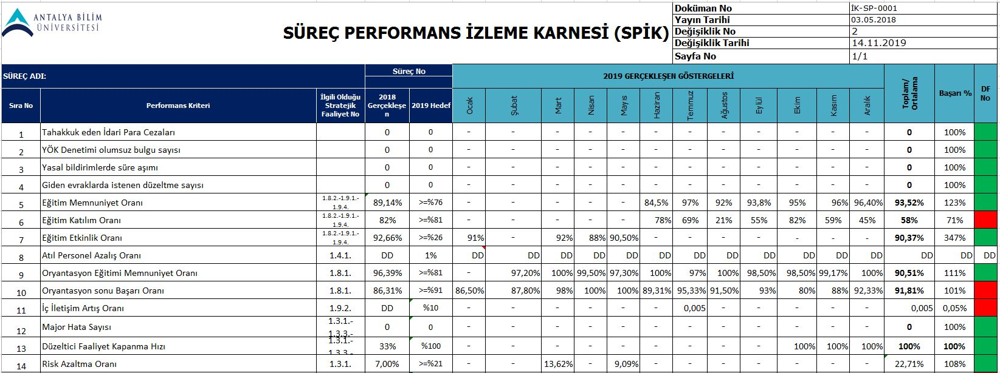 ANTALYA BİLİM
ÜNİVERSİTESİ
SÜREÇ PERFORMANS İZLEME KARNESİ (SPİK)
Doküman No İK-SP-0001
Yayın Tarihi 03.05.2018
Değişiklik No 2
Değişiklik Tarihi 14.11.2019
Sayfa No 1/1
SÜREÇ ADI: Süreç No 2019 GERÇEKLEŞEN GÖSTERGELERİ Toplam/ Ortalama Başarı % DF No
Sıra No Performans Kriteri İlgili Olduğu Stratejik Faaliyet No 2018 Gerçekleşe n 2019 Hedef Ocak Şubat Mart Nisan Mayıs Haziran Temmuz Ağustos Eylül Ekim Kasım Aralık
1 Tahakkuk eden İdari Para Cezaları 0 0 - - - - - - - - - - - - 0 100%
2 YÖK Denetimi olumsuz bulgu sayısı 0 0 - - - - - - - - - - - - 0 100%
3 Yasal bildirimlerde süre aşımı 0 0 - - - - - - - - - - - - 0 100%
4 Giden evraklarda istenen düzeltme sayısı 0 0 - - - - - - - - - - - - 0 100%
5 Eğitim Memnuniyet Oranı 1.8.2.-1.9.1.-1.9.4. 89,14% >=%76 - - - - - 84,5% 97% 92% 93,8% 95% 96% 96,40% 93,52% 123%
6 Eğitim Katılım Oranı 1.8.2.-1.9.1.-1.9.4. 82% >=%81 - - - - - 78% 69% 21% 55% 82% 59% 45% 58% 71%
7 Eğitim Etkinlik Oranı 1.8.2.-1.9.1.-1.9.4. 92,66% >=%26 91% - 92% 88% 90,50% - - - - - - - 90,37% 347%
8 Atıl Personel Azalış Oranı 1.4.1. DD 1% DD DD DD DD DD DD DD DD DD DD DD DD DD DD DD
9 Oryantasyon Eğitimi Memnuniyet Oranı 1.8.1. 96,39% >=%81 - 97,20% 100% 99,50% 97,30% 100% 97% 100% 98,50% 98,50% 99,17% 100% 90,51% 111%
10 Oryantasyon sonu Başarı Oranı 1.8.1. 86,31% >=%91 86,50% 87,80% 98% 100% 100% 89,31% 95,33% 91,50% 93% 80% 88% 92,33% 91,81% 101%
11 İç İletişim Artış Oranı 1.9.2. DD %10 - - - - - - 0,005 - - - - - 0,005 0,05%
12 Major Hata Sayısı 1.3.1.-1.3.3.- 0 0 - - - - - - - - - - - - 0 100%
13 Düzeltici Faaliyet Kapanma Hızı 1.3.1.-1.3.3.- 33% %100 - - - - - - - - - 100% 100% 100% 100% 100%
14 Risk Azaltma Oranı 1.3.1. 7,00% >=%21 - - 13,62% - 9,09% - - - - - - - 22,71% 108%